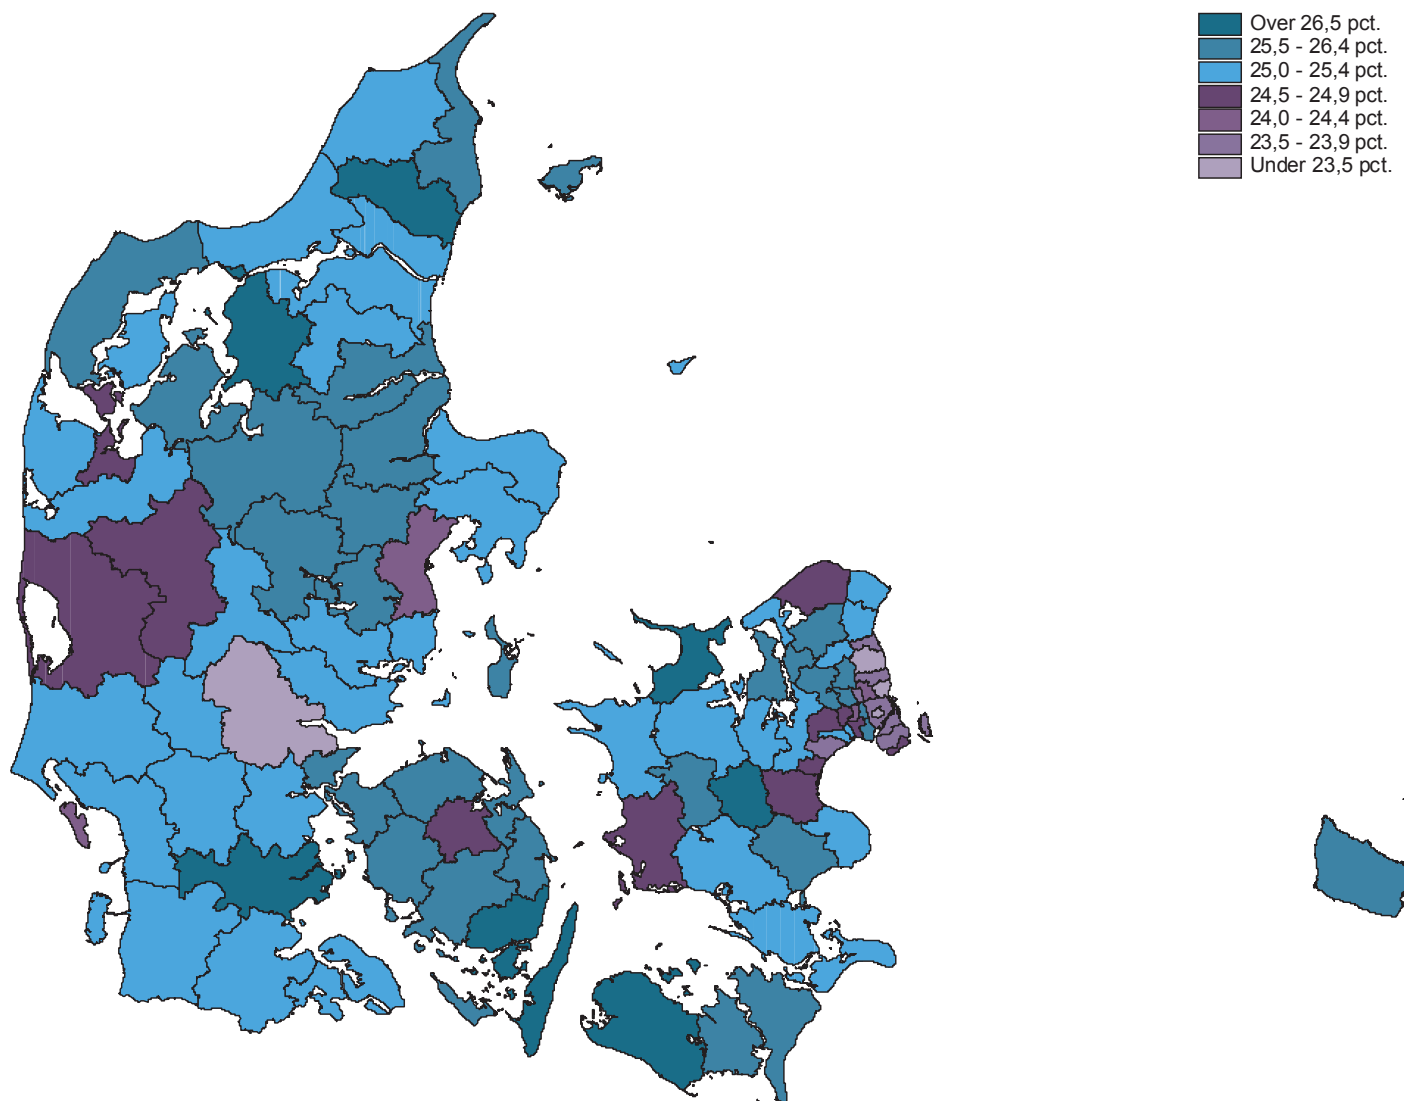 Over 26,5 pct.
25,5 - 26,4 pct.
25,0 - 25,4 pct.
24,5 - 24,9 pct.
24,0 - 24,4 pct.
23,5 - 23,9 pct.
Under 23,5 pct.